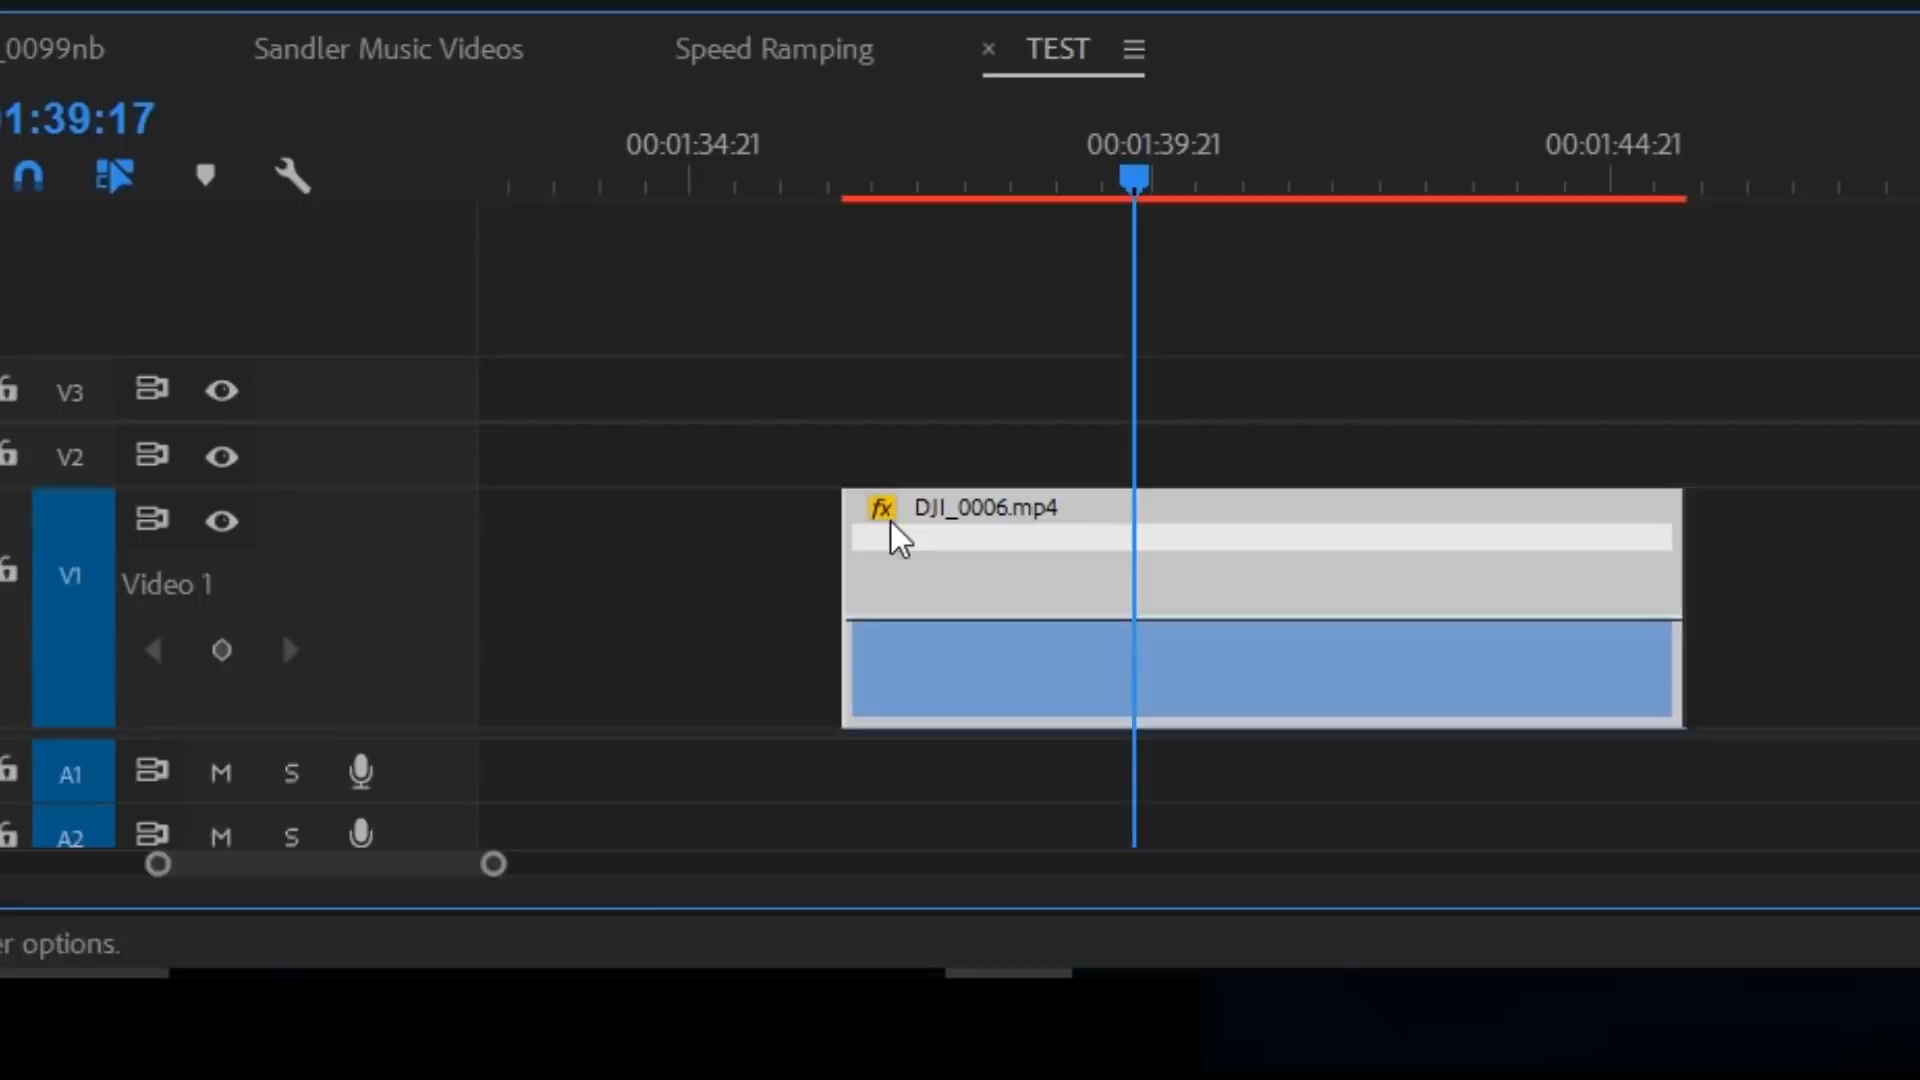 _0099nb
Sandler Music Videos
Speed Ramping
× TEST
1:39:17
00:01:34:21
00:01:39:21
00:01:44:21
V3
V2
fx DJI_0006.mp4
V1
Video 1
A1
M
S
A2
M
S
er options.